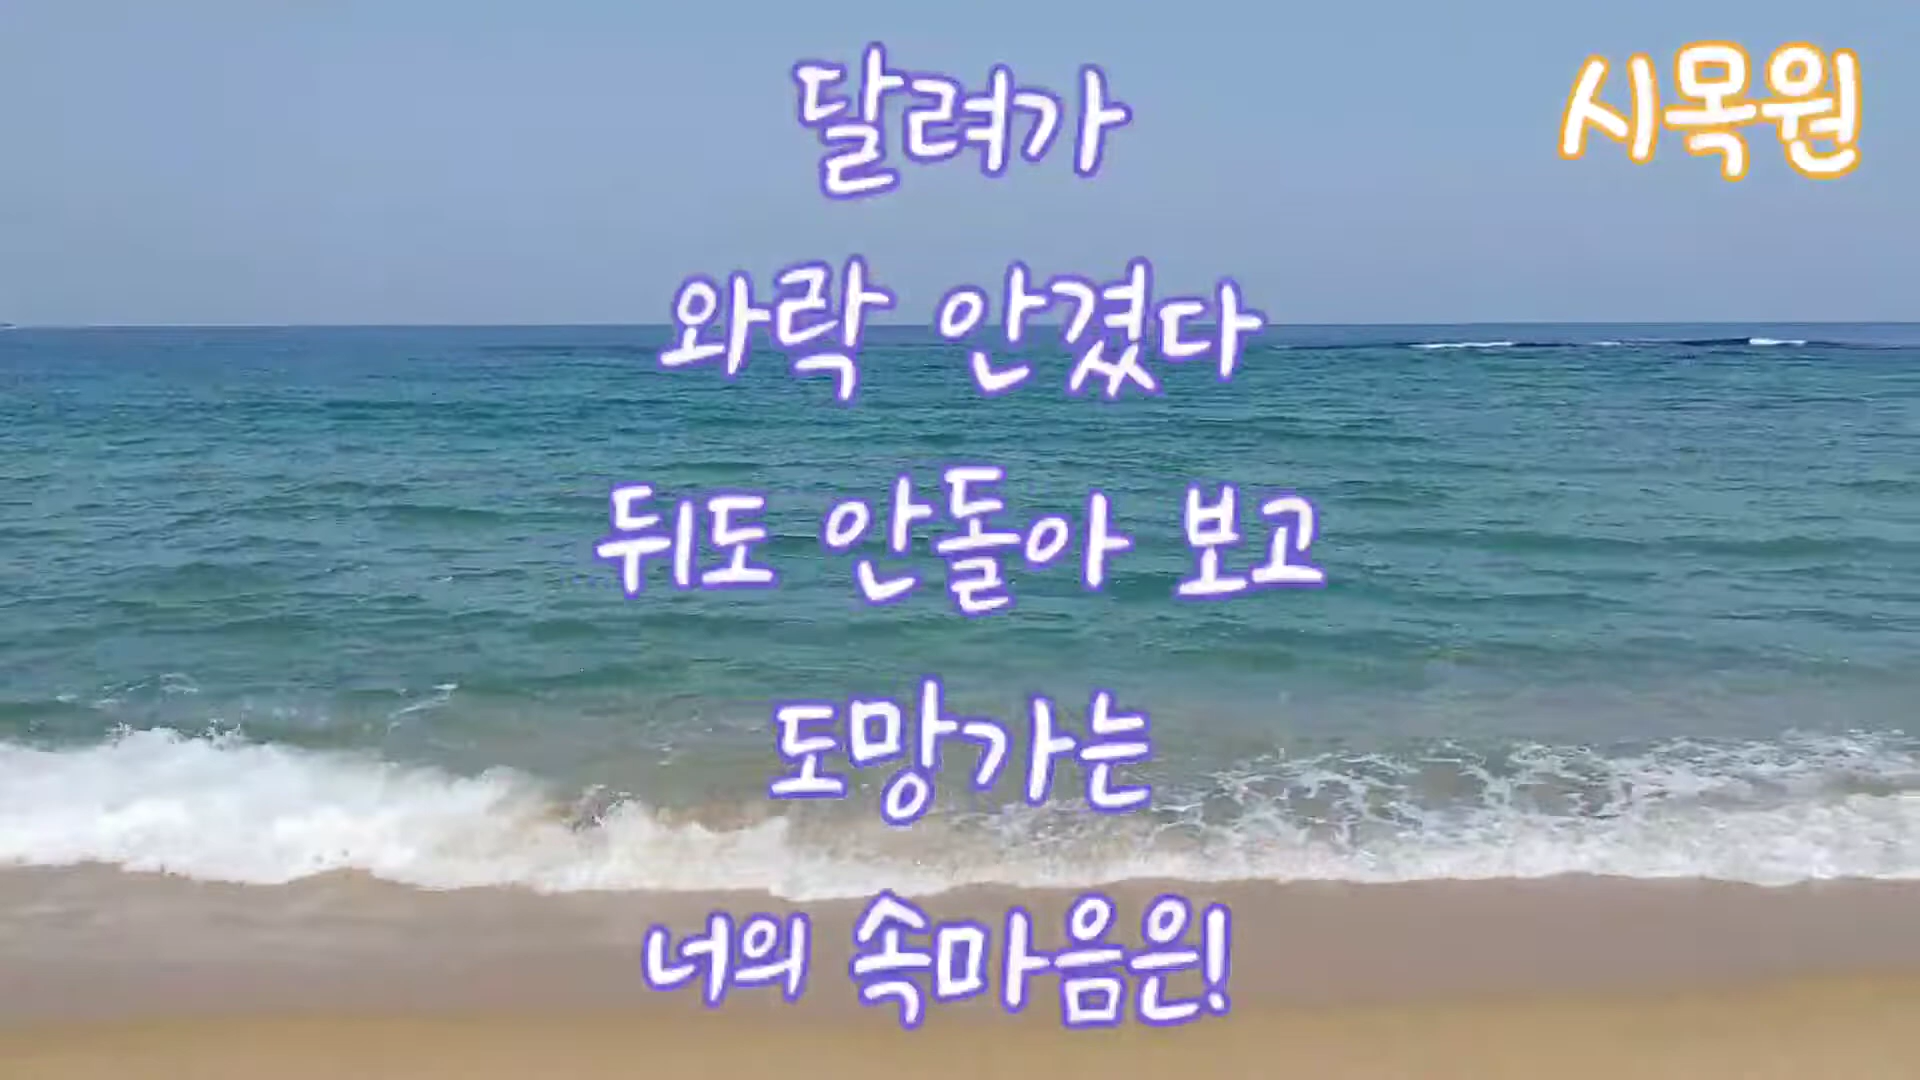 시목원
달려가
와락 안겼다
뒤도 안돌아 보고
도망가는
너의 속마음은!